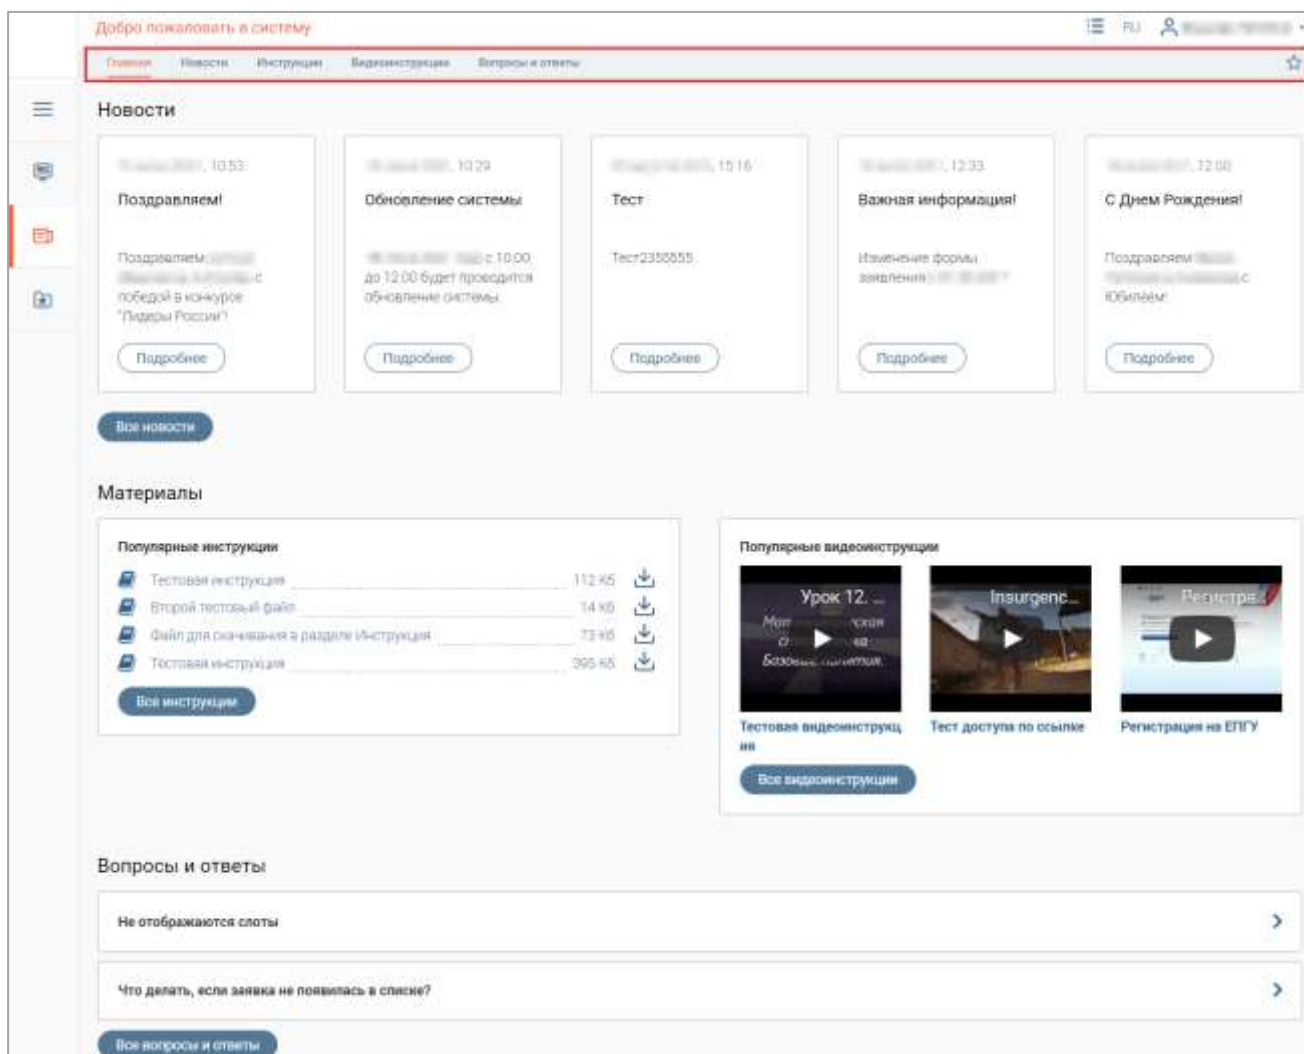 Добро пожаловать в систему
RU
Главная Новости Инструкции Видеоинструкции Вопросы и ответы
Новости
, 10:53
Поздравляем!
Поздравляем
с
победой в конкурсе
"Лидеры России"!
Подробнее
, 10:29
Обновление системы
с 10:00
до 12:00 будет проводится
обновление системы.
Подробнее
, 15:16
Тест
Тест2355555
Подробнее
, 12:33
Важная информация!
Изменение формы
заявления
Подробнее
, 12:00
С Днем Рождения!
Поздравляем
с
Юбилеем!
Подробнее
Все новости
Материалы
Популярные инструкции
Тестовая инструкция 112 Кб
Второй тестовый файл 14 Кб
Файл для скачивания в разделе Инструкция 73 Кб
Тестовая инструкция 395 Кб
Все инструкции
Популярные видеоинструкции
Урок 12. ...
Базовые понятия.
Insurgenc...
Регистра...
Тестовая видеоинструкц
ия
Тест доступа по ссылке
Регистрация на ЕПГУ
Все видеоинструкции
Вопросы и ответы
Не отображаются слоты
Что делать, если заявка не появилась в списке?
Все вопросы и ответы